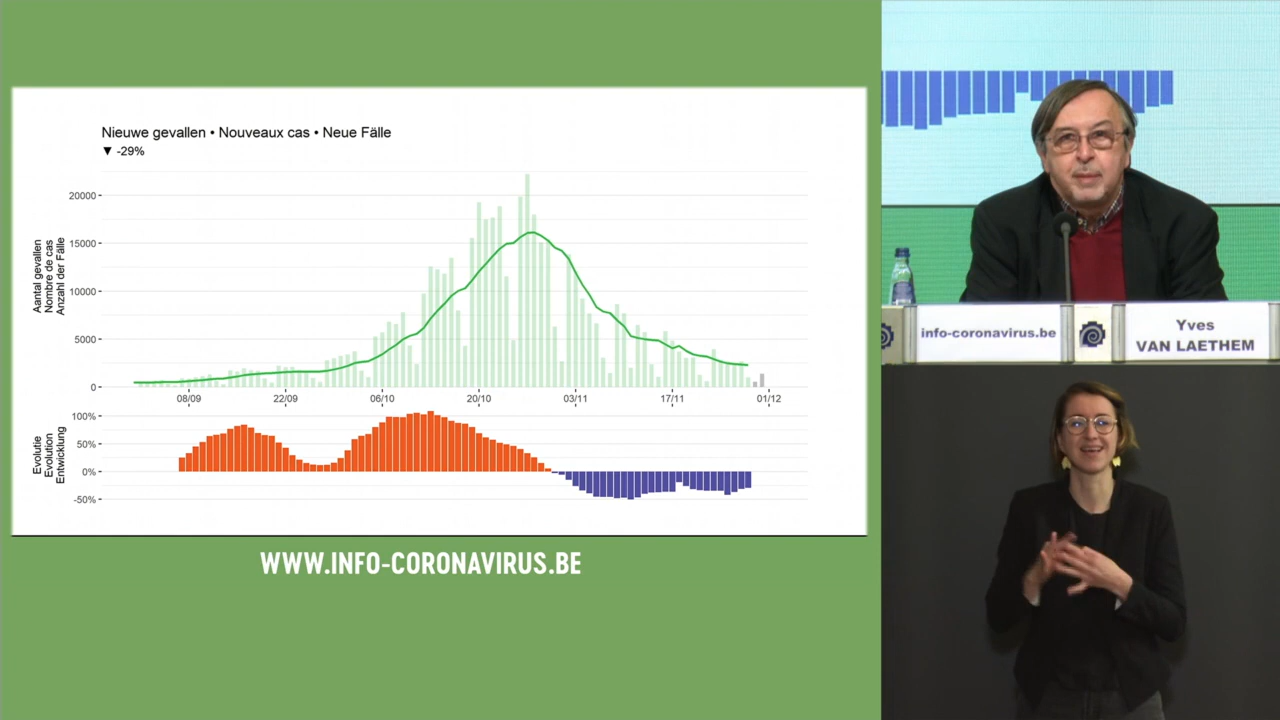 Nieuwe gevallen • Nouveaux cas • Neue Fälle
▼ -29%
Aantal gevallen
Nombre de cas
Anzahl der Fälle
20000
15000
10000
5000
0
08/09
22/09
06/10
20/10
03/11
17/11
01/12
Evolutie
Evolution
Entwicklung
100%
50%
0%
-50%
WWW.INFO-CORONAVIRUS.BE
info-coronavirus.be
Yves
VAN LAETHEM